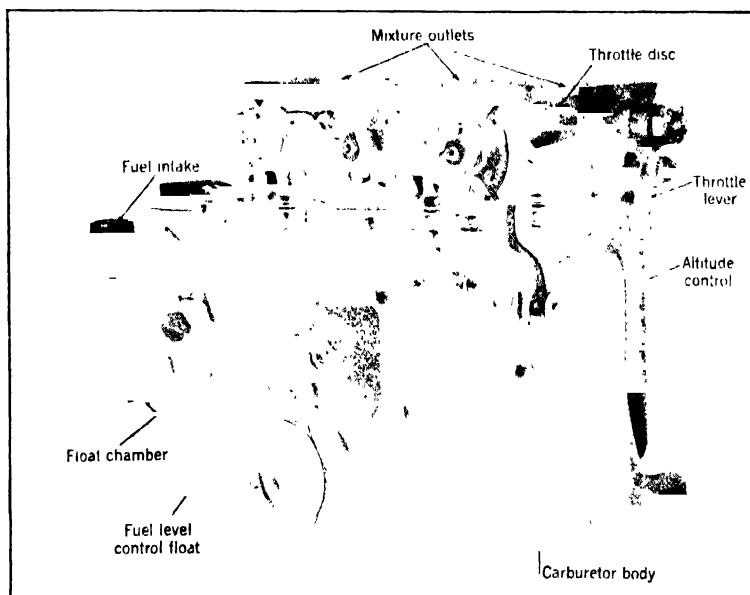 Mixture outlets
Throttle disc
Fuel intake
Throttle
lever
Altitude
control
Float chamber
Fuel level
control float
Carburetor body